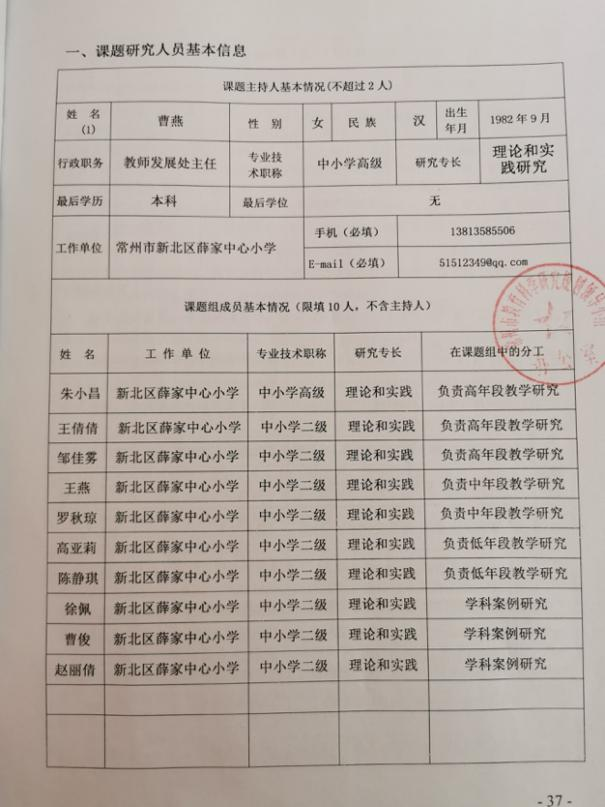 一、课题研究人员基本信息
课题主持人基本情况(不超过2人)
姓 名(1) 曹燕 性 别 女 民 族 汉 出生年月 1982年9月
行政职务 教师发展处主任 专业技术职称 中小学高级 研究专长 理论和实践研究
最后学历 本科 最后学位 无
工作单位 常州市新北区薛家中心小学 手机（必填） 13813585506
E-mail（必填） 51512349@qq.com
课题组成员基本情况（限填10人，不含主持人）
姓 名 工 作 单 位 专业技术职称 研究专长 在课题组中的分工
朱小昌 新北区薛家中心小学 中小学高级 理论和实践 负责高年段教学研究
王倩倩 新北区薛家中心小学 中小学二级 理论和实践 负责高年段教学研究
邹佳雾 新北区薛家中心小学 中小学二级 理论和实践 负责高年段教学研究
王燕 新北区薛家中心小学 中小学二级 理论和实践 负责中年段教学研究
罗秋琼 新北区薛家中心小学 中小学二级 理论和实践 负责中年段教学研究
高亚莉 新北区薛家中心小学 中小学二级 理论和实践 负责低年段教学研究
陈静琪 新北区薛家中心小学 中小学二级 理论和实践 负责低年段教学研究
徐佩 新北区薛家中心小学 中小学二级 理论和实践 学科案例研究
曹俊 新北区薛家中心小学 中小学二级 理论和实践 学科案例研究
赵丽倩 新北区薛家中心小学 中小学二级 理论和实践 学科案例研究
- 37 -